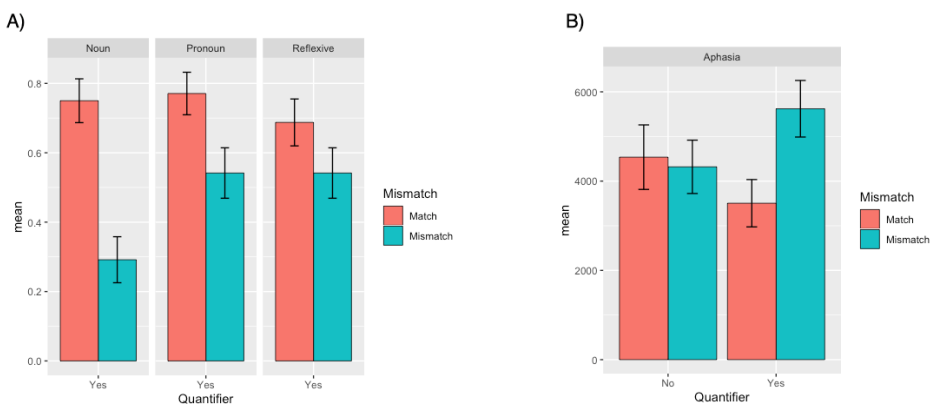 A)
Noun
Pronoun
Reflexive
0.8
0.6
0.4
0.2
0.0
mean
Yes
Yes
Yes
Quantifier
Mismatch
Match
Mismatch
B)
Aphasia
6000
4000
2000
0
mean
No
Yes
Quantifier
Mismatch
Match
Mismatch